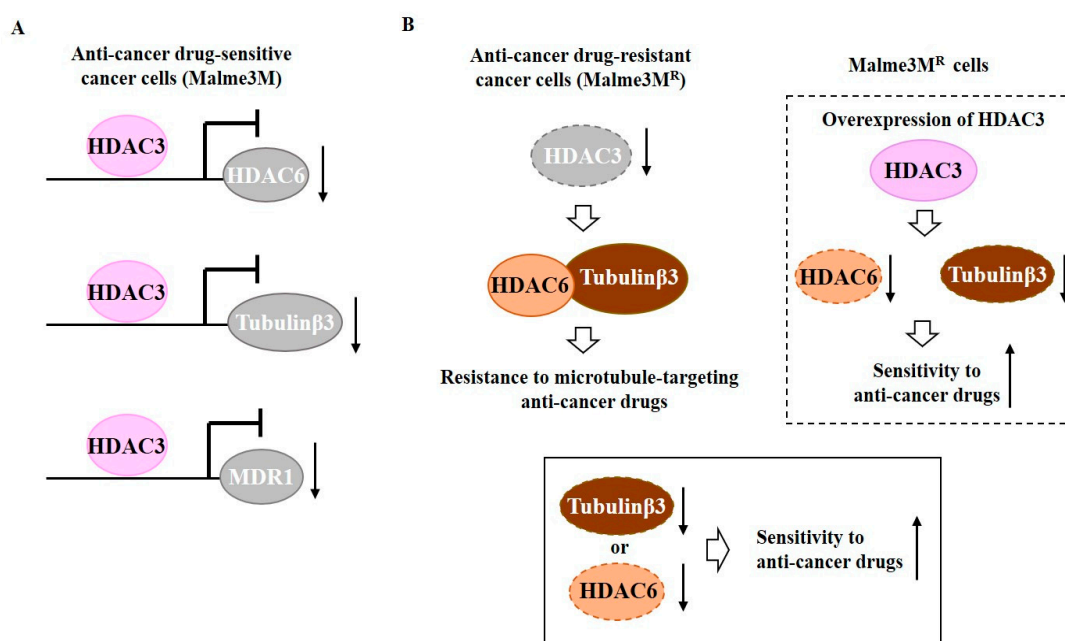 A
Anti-cancer drug-sensitive
cancer cells (Malme3M)
HDAC3
HDAC6
HDAC3
Tubulinβ3
HDAC3
MDR1
B
Anti-cancer drug-resistant
cancer cells (Malme3Mᴿ)
HDAC3
HDAC6
Tubulinβ3
Resistance to microtubule-targeting
anti-cancer drugs
Malme3Mᴿ cells
Overexpression of HDAC3
HDAC3
HDAC6
Tubulinβ3
Sensitivity to
anti-cancer drugs
Tubulinβ3
or
HDAC6
Sensitivity to
anti-cancer drugs